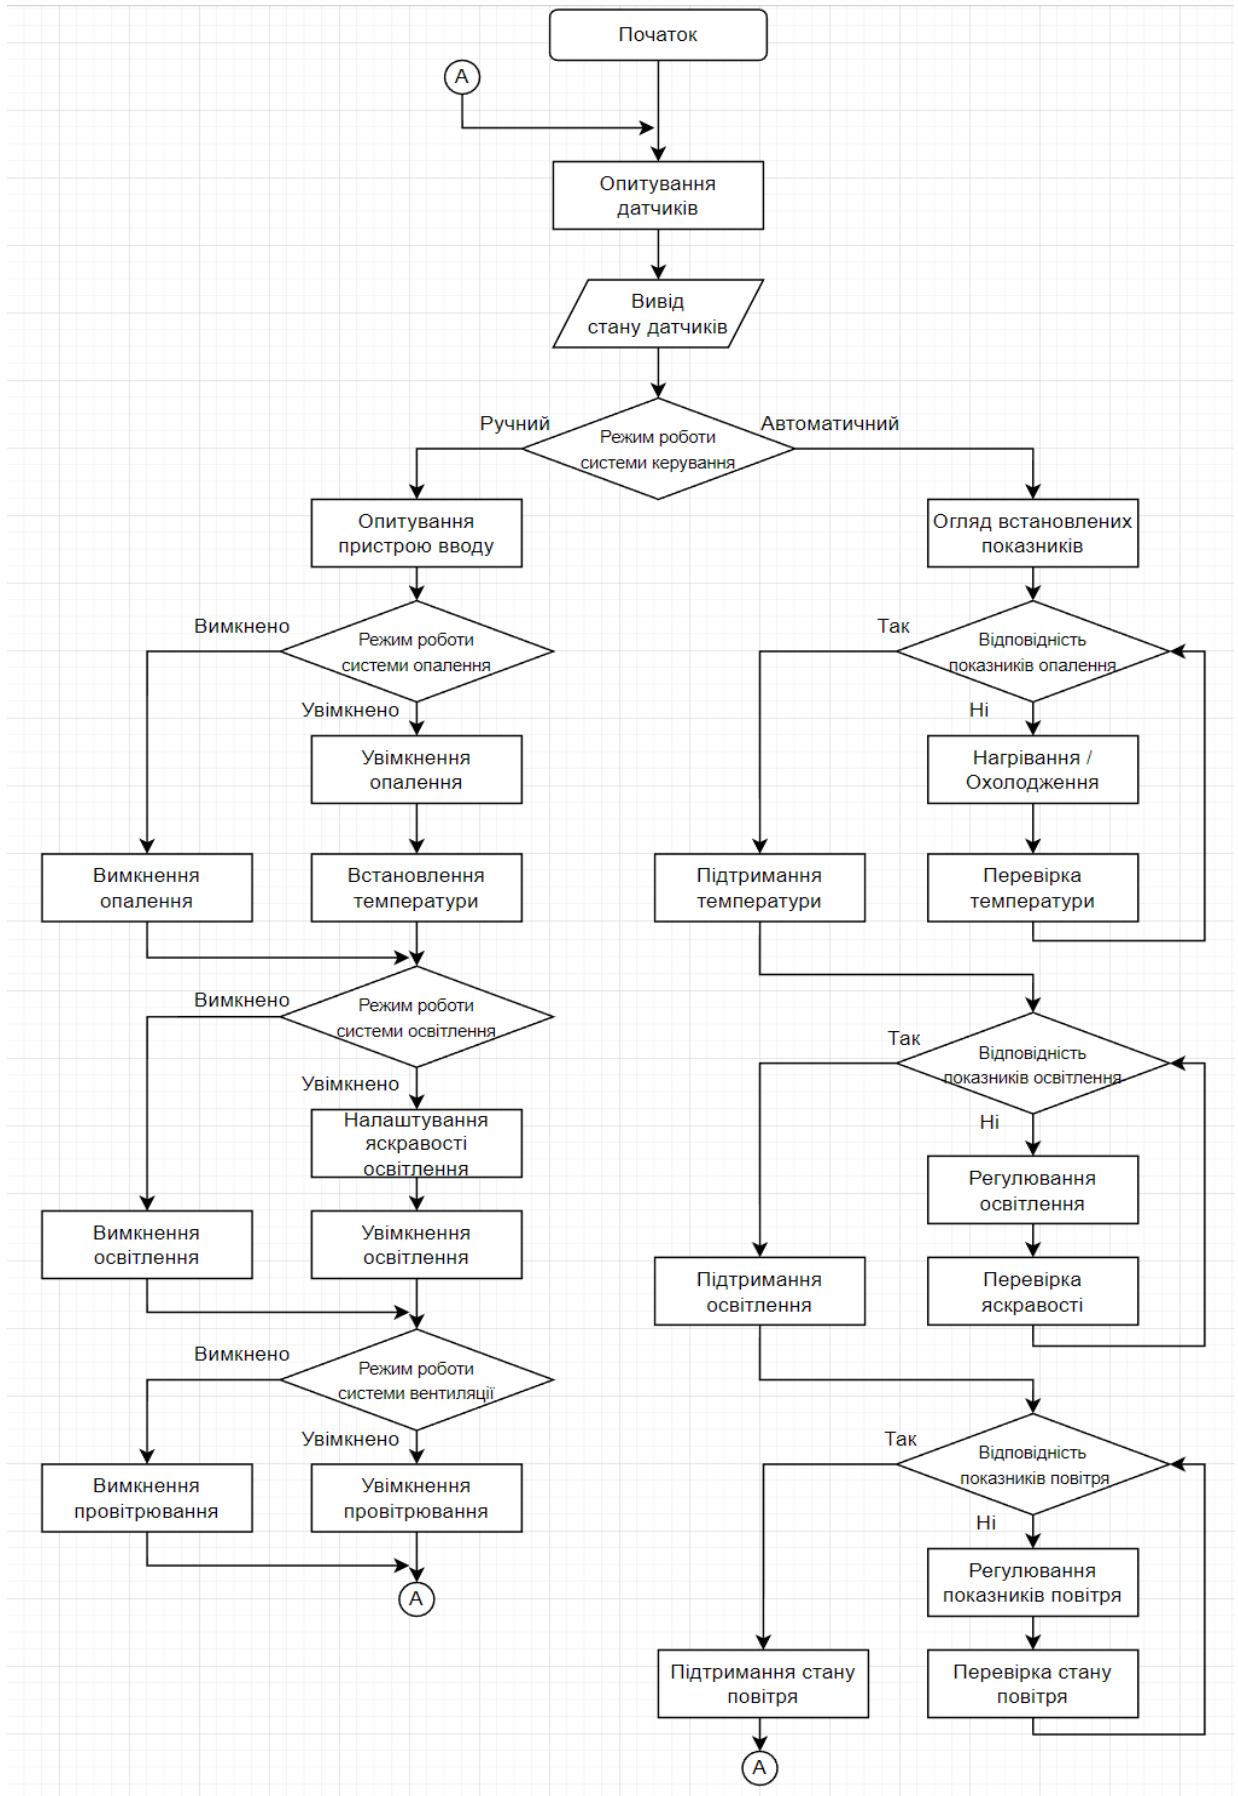 Початок
А
Опитування
датчиків
Вивід
стану датчиків
Ручний
Автоматичний
Режим роботи
системи керування
Опитування
пристрою вводу
Вимкнено
Режим роботи
системи опалення
Увімкнено
Увімкнення
опалення
Вимкнення
опалення
Встановлення
температури
Вимкнено
Режим роботи
системи освітлення
Увімкнено
Налаштування
яскравості
освітлення
Вимкнення
освітлення
Увімкнення
освітлення
Вимкнено
Режим роботи
системи вентиляції
Увімкнено
Вимкнення
провітрювання
Увімкнення
провітрювання
А
Огляд встановлених
показників
Так
Відповідність
показників опалення
Ні
Нагрівання /
Охолодження
Підтримання
температури
Перевірка
температури
Так
Відповідність
показників освітлення
Ні
Регулювання
освітлення
Підтримання
освітлення
Перевірка
яскравості
Так
Відповідність
показників повітря
Ні
Регулювання
показників повітря
Підтримання стану
повітря
Перевірка стану
повітря
А